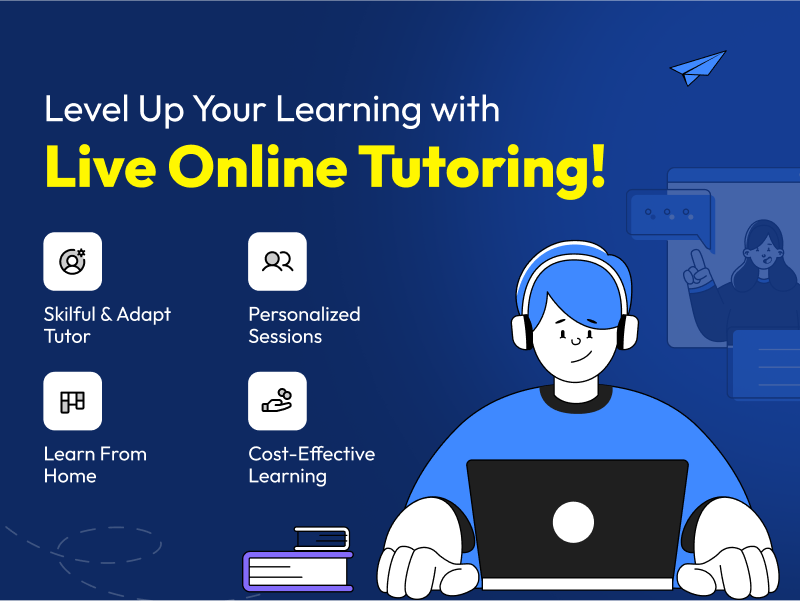 Level Up Your Learning with
Live Online Tutoring!
Skilful & Adapt
Tutor
Personalized
Sessions
Learn From
Home
Cost-Effective
Learning